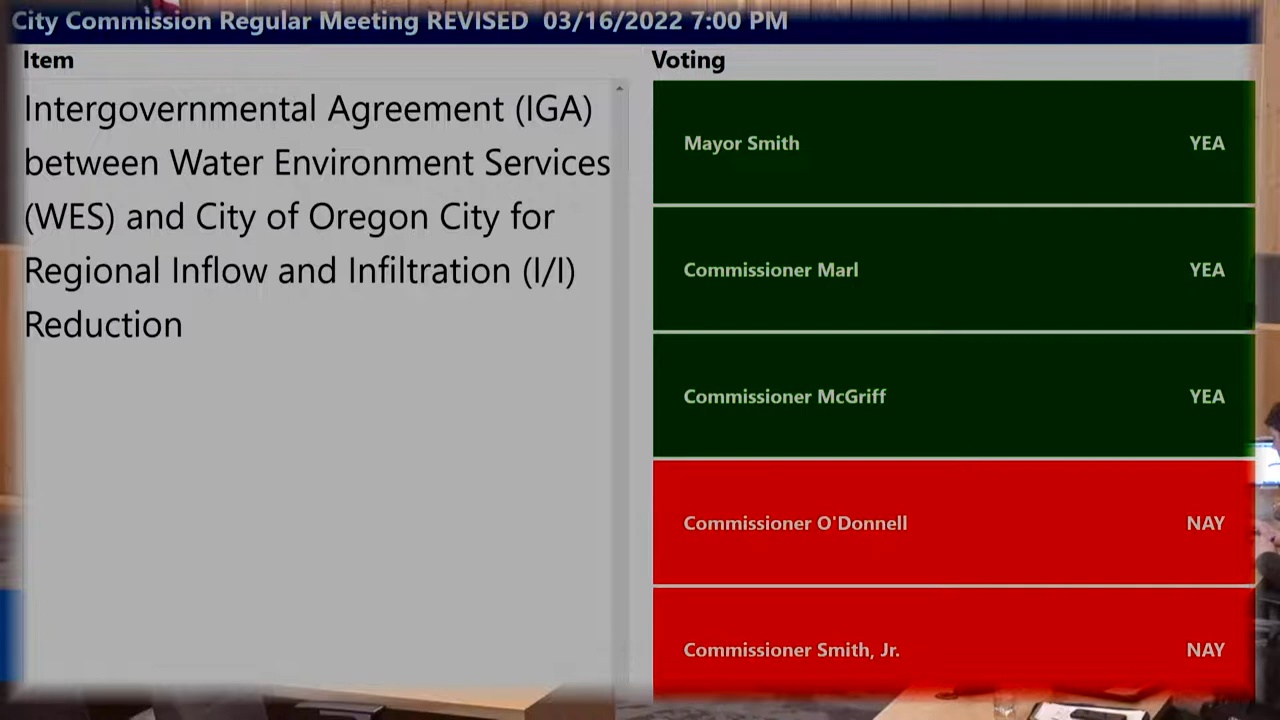 City Commission Regular Meeting REVISED 03/16/2022 7:00 PM
Item
Intergovernmental Agreement (IGA)
between Water Environment Services
(WES) and City of Oregon City for
Regional Inflow and Infiltration (I/I)
Reduction
Voting
Mayor Smith YEA
Commissioner Marl YEA
Commissioner McGriff YEA
Commissioner O'Donnell NAY
Commissioner Smith, Jr. NAY